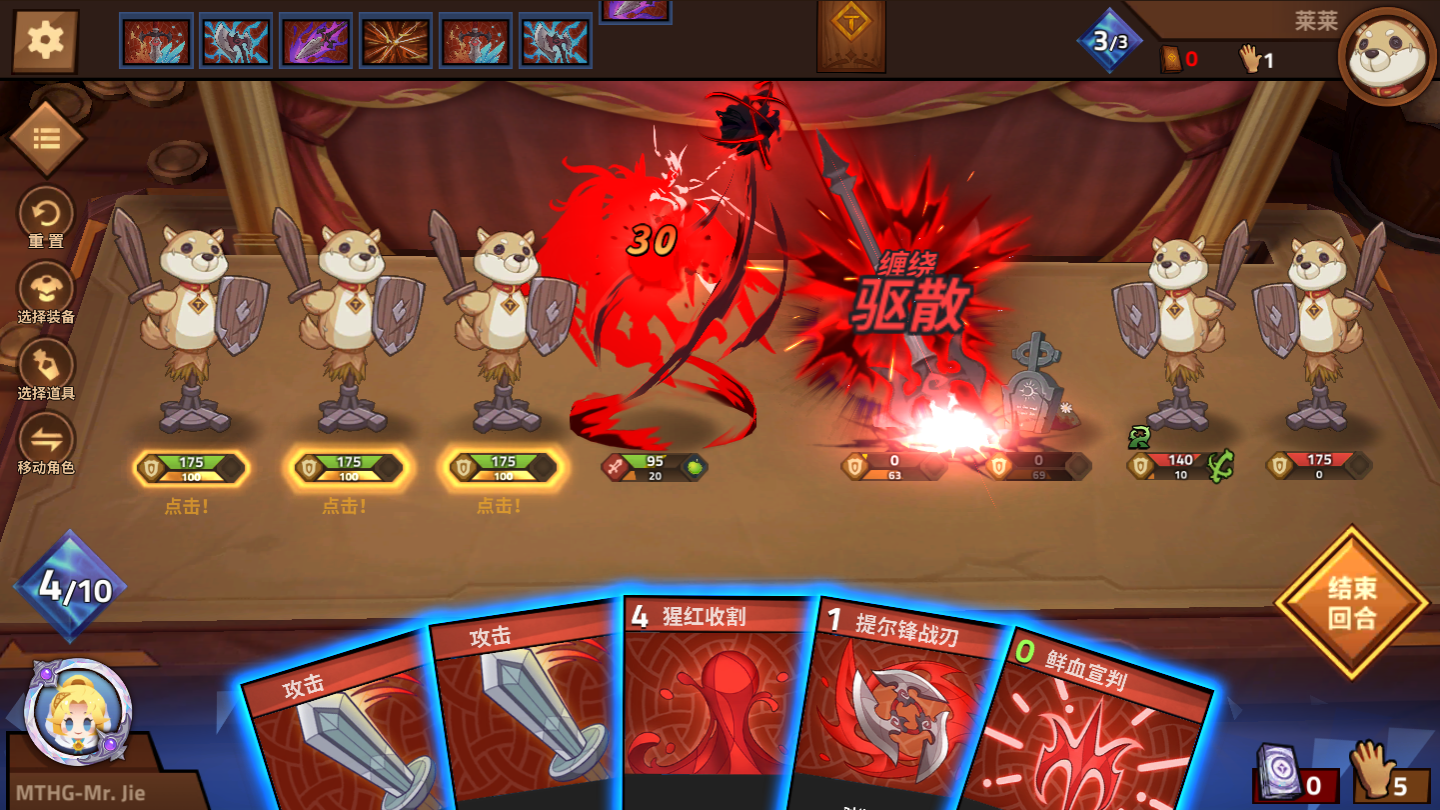 3/3
莱莱
0
1
重置
选择装备
选择道具
移动角色
30
缠绕
驱散
175
100
点击!
175
100
点击!
175
100
点击!
95
20
0
63
0
69
140
10
175
0
4/10
结束
回合
攻击
攻击
4 猩红收割
1 提尔锋战刃
0 鲜血宣判
MTHG-Mr. Jie
0
5